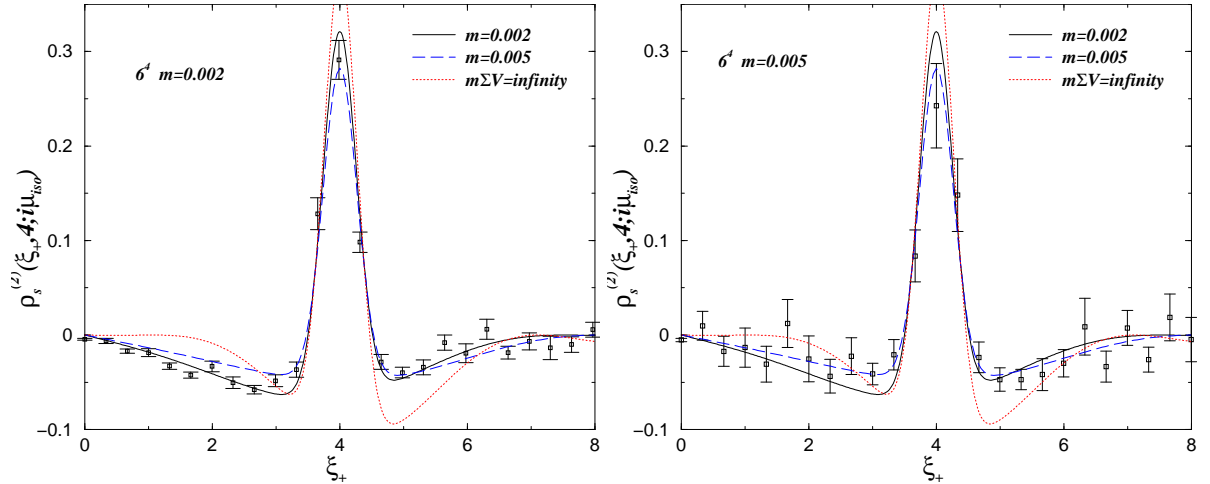 0.3
0.2
0.1
0
−0.1
ρs(2)(ξ+,4;iμiso)
6⁴ m=0.002
m=0.002
m=0.005
mΣV=infinity
0 2 4 6 8
ξ+
0.3
0.2
0.1
0
−0.1
ρs(2)(ξ+,4;iμiso)
6⁴ m=0.005
m=0.002
m=0.005
mΣV=infinity
0 2 4 6 8
ξ+